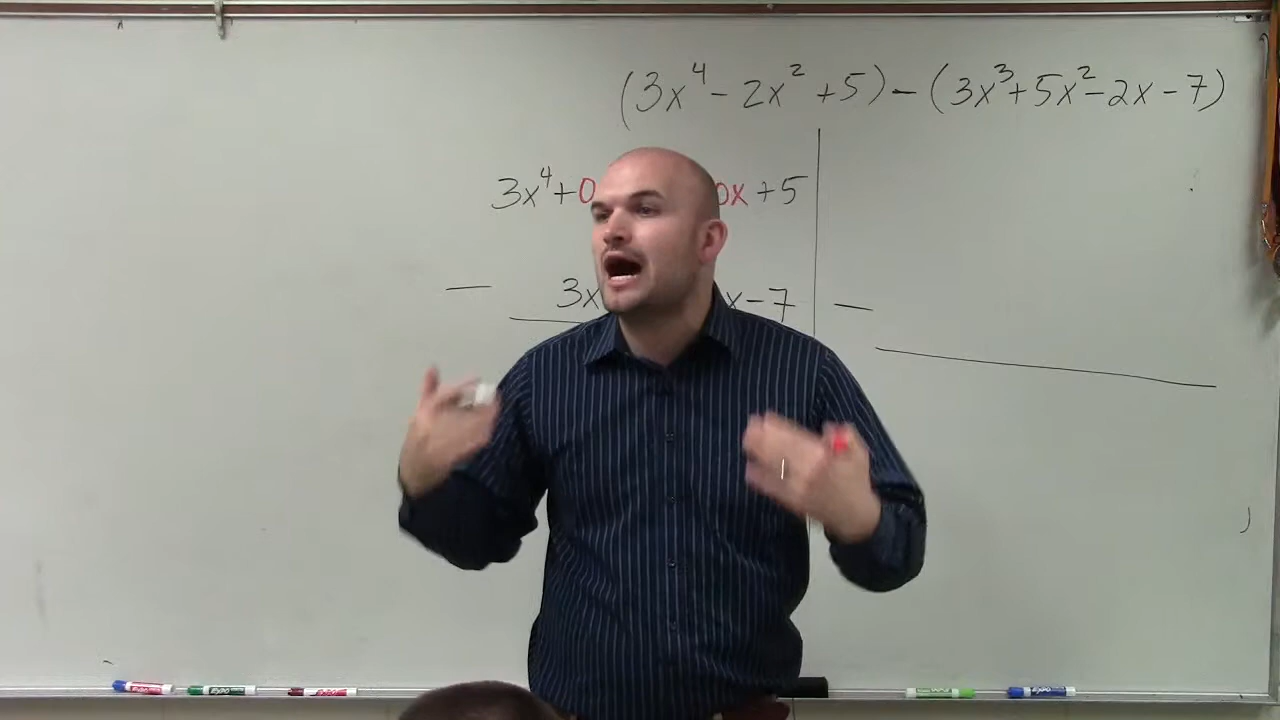 (3x⁴ - 2x² + 5) - (3x³ + 5x² - 2x - 7)
3x⁴ + 0 0x + 5
- 3x x - 7 -